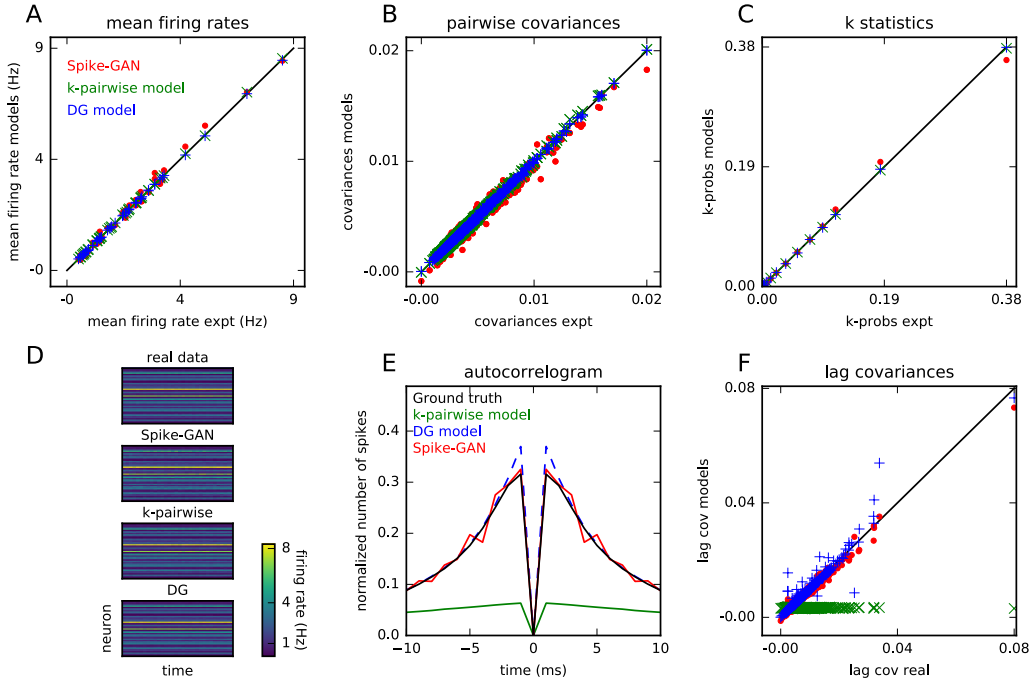 A
mean firing rates
mean firing rates models (Hz)
9
4
-0
Spike-GAN
k-pairwise model
DG model
-0
4
9
mean firing rate expt (Hz)
B
pairwise covariances
covariances models
0.02
0.01
-0.00
-0.00
0.01
0.02
covariances expt
C
k statistics
k-probs models
0.38
0.19
0.00
0.00
0.19
0.38
k-probs expt
D
real data
Spike-GAN
k-pairwise
DG
neuron
time
8
4
1
firing rate (Hz)
E
autocorrelogram
normalized number of spikes
Ground truth
k-pairwise model
DG model
Spike-GAN
0.4
0.3
0.2
0.1
0.0
−10
−5
0
5
10
time (ms)
F
lag covariances
lag cov models
0.08
0.04
-0.00
-0.00
0.04
0.08
lag cov real